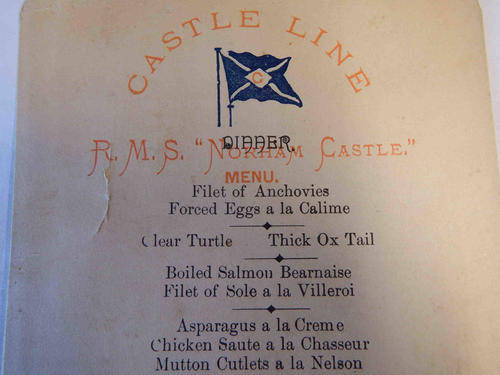 CASTLE LINE
C
DINNER.
R. M. S. "NORHAM CASTLE."
MENU.
Filet of Anchovies
Forced Eggs a la Calime
Clear Turtle Thick Ox Tail
Boiled Salmon Bearnaise
Filet of Sole a la Villeroi
Asparagus a la Creme
Chicken Saute a la Chasseur
Mutton Cutlets a la Nelson